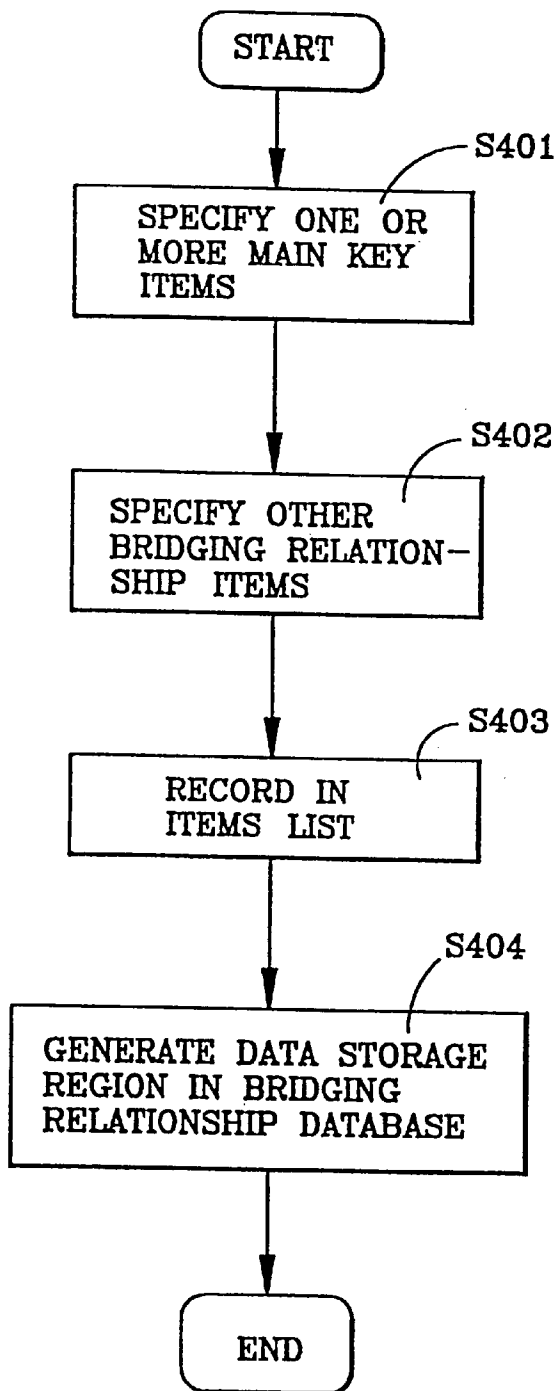 START
S401
SPECIFY ONE OR
MORE MAIN KEY
ITEMS
S402
SPECIFY OTHER
BRIDGING RELATION-
SHIP ITEMS
S403
RECORD IN
ITEMS LIST
S404
GENERATE DATA STORAGE
REGION IN BRIDGING
RELATIONSHIP DATABASE
END